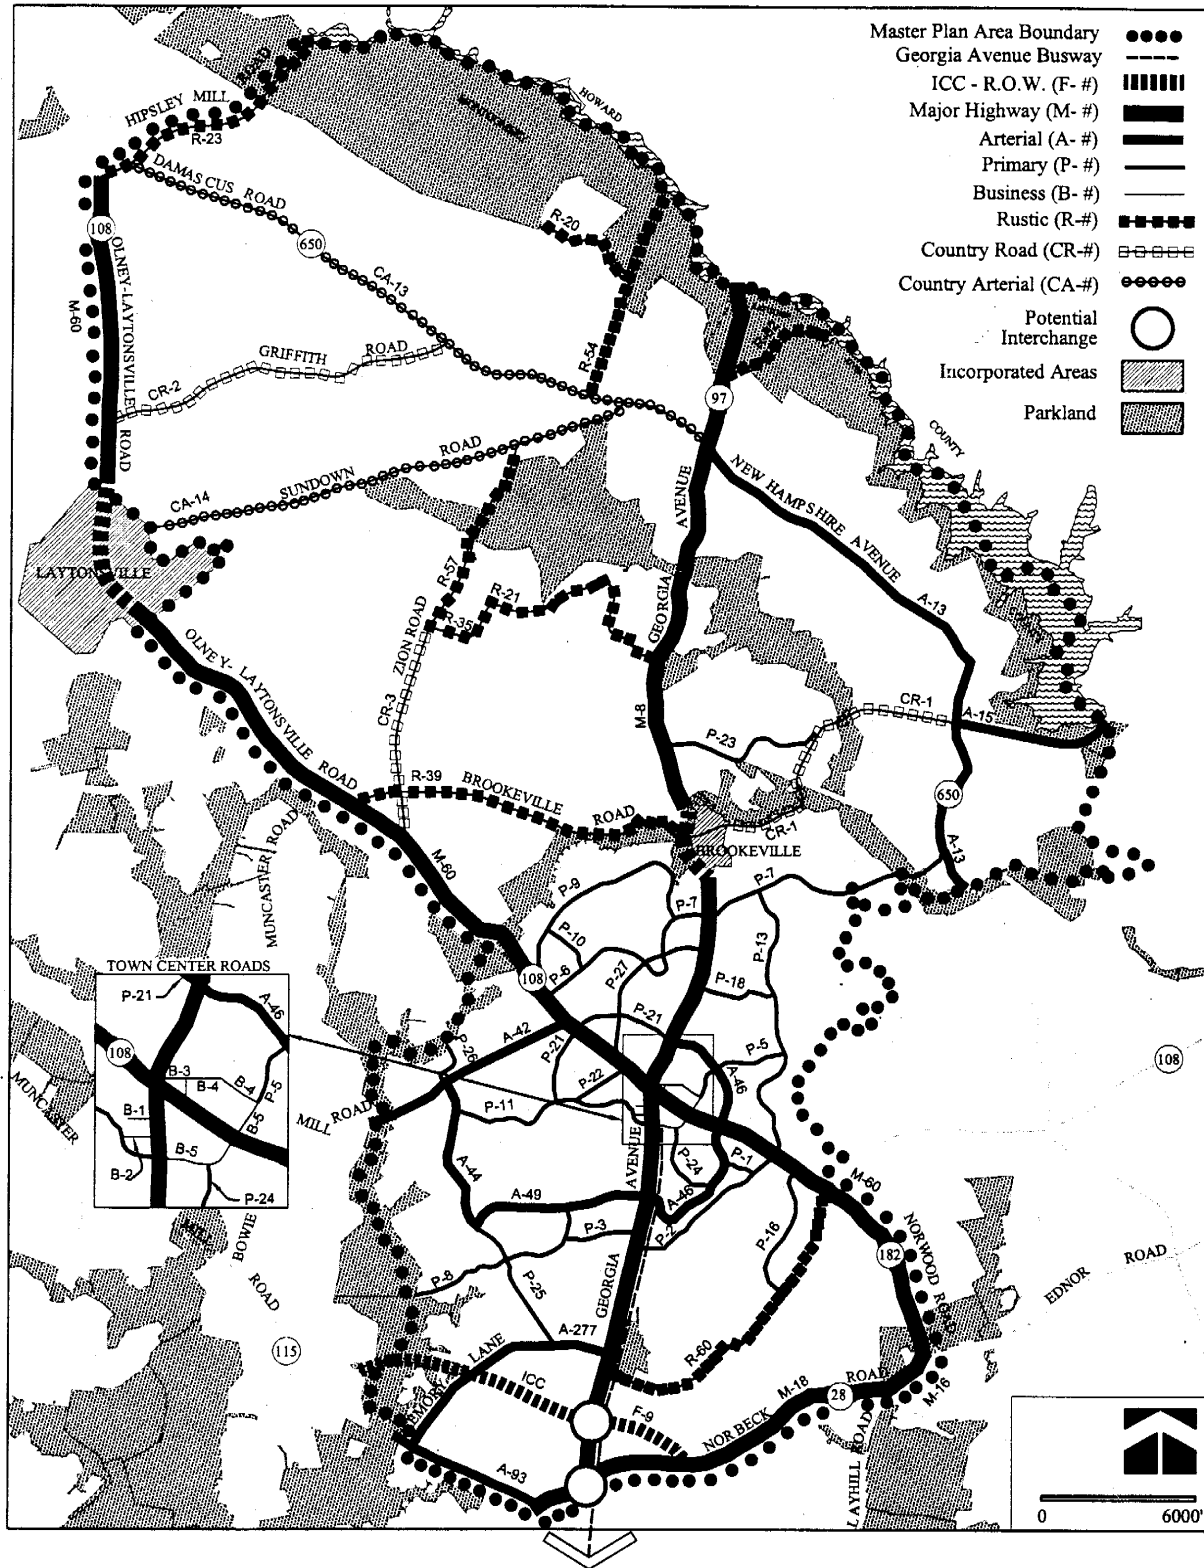 Master Plan Area Boundary
Georgia Avenue Busway
ICC - R.O.W. (F- #)
Major Highway (M- #)
Arterial (A- #)
Primary (P- #)
Business (B- #)
Rustic (R-#)
Country Road (CR-#)
Country Arterial (CA-#)
Potential
Interchange
Incorporated Areas
Parkland
HIPSLEY MILL ROAD
R-23
HOWARD
DAMASCUS ROAD
R-20
108
650
OLNEY-LAYTONSVILLE ROAD
CA-13
M-60
R-54
GRIFFITH ROAD
CR-2
97
COUNTY
SUNDOWN ROAD
CA-14
AVENUE
NEW HAMPSHIRE AVENUE
LAYTONSVILLE
R-57
R-21
R-35
A-13
ZION ROAD
GEORGIA
OLNEY-LAYTONSVILLE ROAD
CR-3
M-8
CR-1
A-15
P-23
R-39
BROOKEVILLE ROAD
650
CR-1
BROOKEVILLE
A-13
MUNCASTER ROAD
M-60
P-9
P-7
P-7
P-10
P-13
P-6
P-27
108
P-18
TOWN CENTER ROADS
P-21
A-46
108
B-3
B-4
B-4
P-5
B-1
B-5
B-5
B-2
P-24
A-42
P-21
P-21
P-26
P-5
P-22
A-46
108
MUNCASTER
MILL ROAD
P-11
AVENUE
P-24
P-1
A-44
A-49
A-46
M-60
P-3
P-2
P-16
MILL
BOWIE
ROAD
NORWOOD ROAD
182
EDNOR ROAD
P-8
P-25
GEORGIA
115
A-277
EMORY LANE
ICC
R-60
F-9
M-18
ROAD
28
M-16
NORBECK
A-93
LAYHILL ROAD
0 6000'